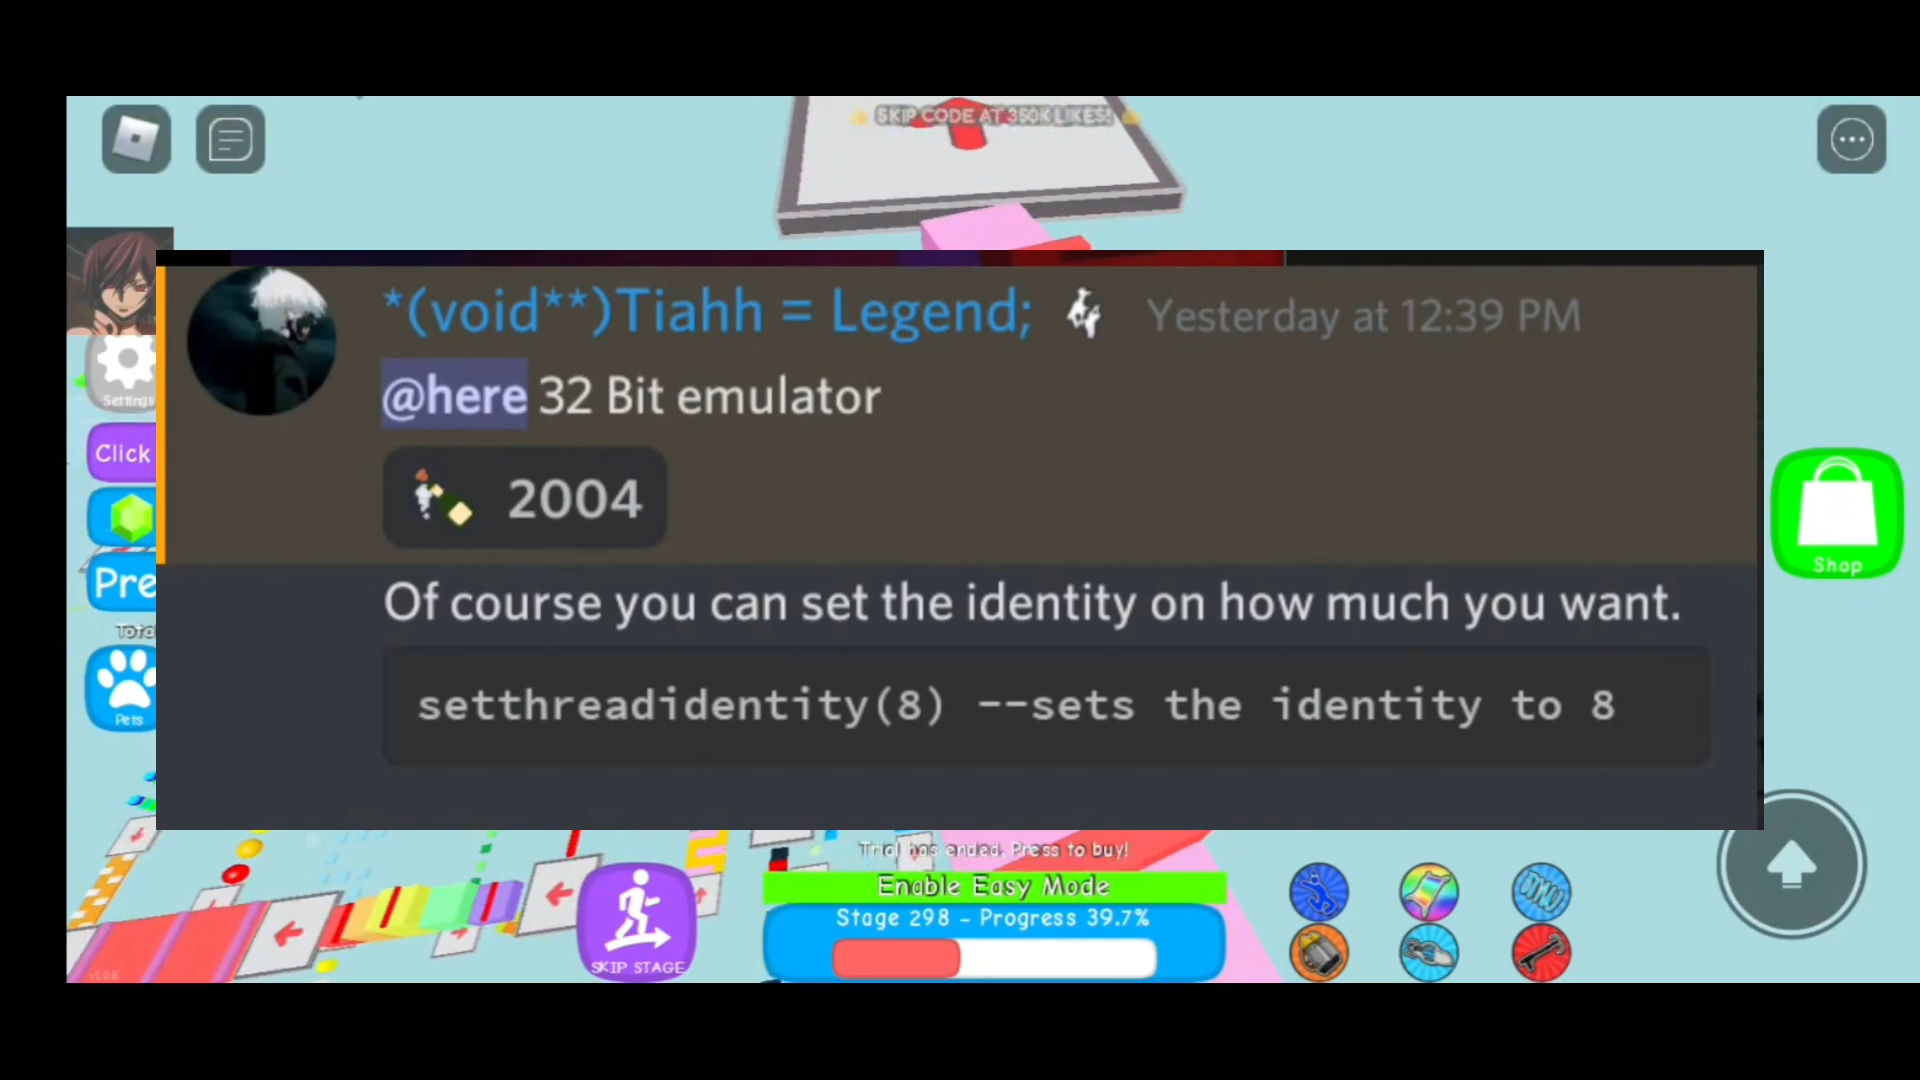 SKIP CODE AT 350K LIKES!
*(void**)Tiahh = Legend; Yesterday at 12:39 PM
@here 32 Bit emulator
2004
Of course you can set the identity on how much you want.
setthreadidentity(8) --sets the identity to 8
Settings
Click
Pre
Total
Pets
Shop
Trial has ended. Press to buy!
Enable Easy Mode
Stage 298 - Progress 39.7%
SKIP STAGE